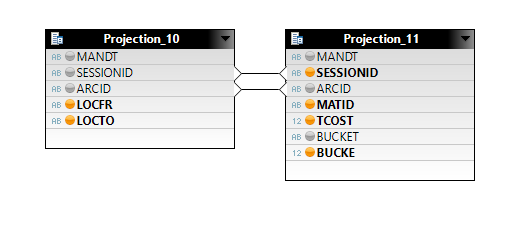 Projection_10
AB MANDT
AB SESSIONID
AB ARCID
AB LOCFR
AB LOCTO
Projection_11
AB MANDT
AB SESSIONID
AB ARCID
AB MATID
12 TCOST
AB BUCKET
12 BUCKE